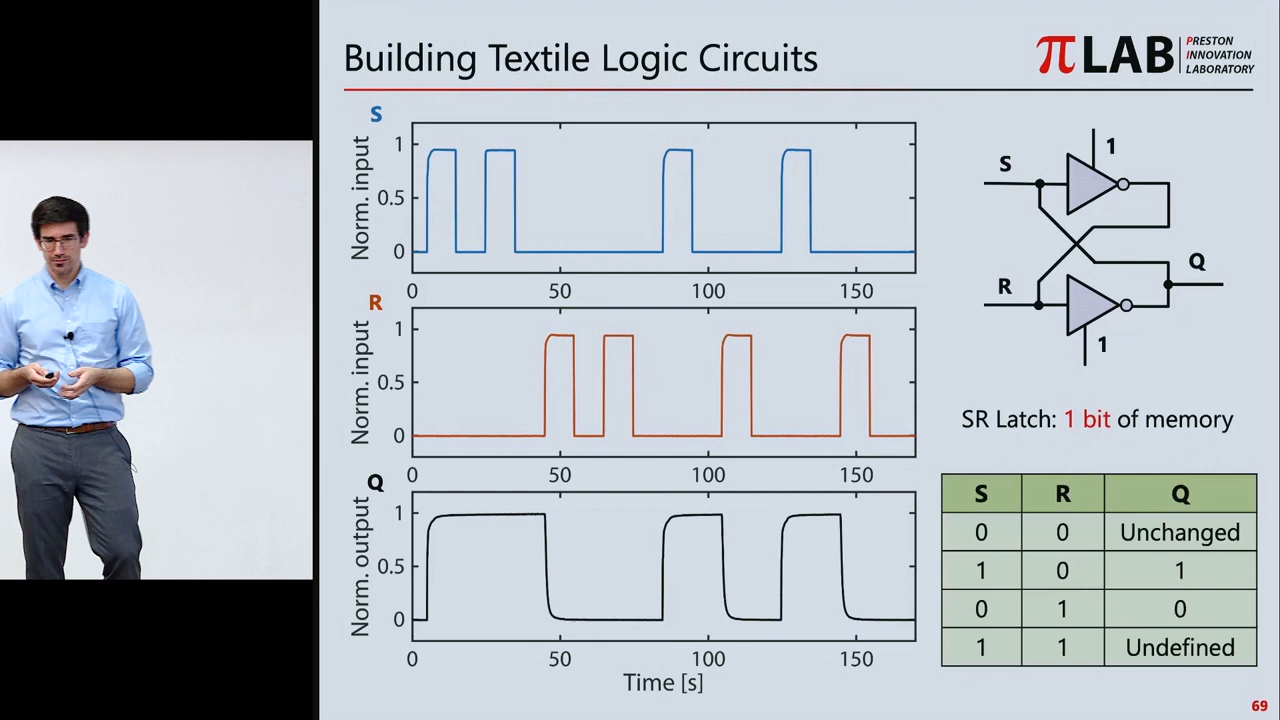 Building Textile Logic Circuits
πLAB
PRESTON
INNOVATION
LABORATORY
S
Norm. input
1
0.5
0
0 50 100 150
R
Norm. input
1
0.5
0
0 50 100 150
Q
Norm. output
1
0.5
0
0 50 100 150
Time [s]
S
1
R
1
Q
SR Latch: 1 bit of memory
S R Q
0 0 Unchanged
1 0 1
0 1 0
1 1 Undefined
69